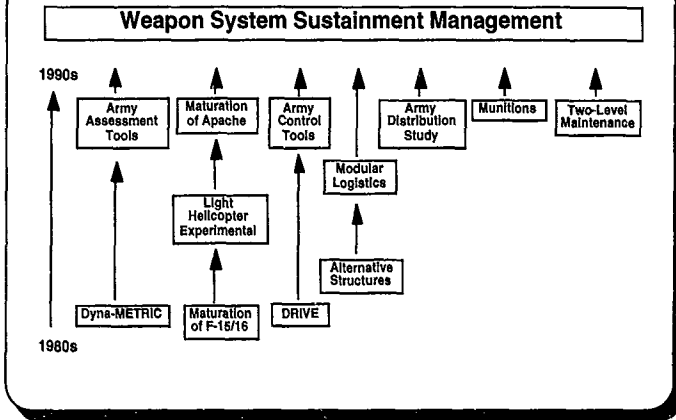 Weapon System Sustainment Management
1990s
Army
Assessment
Tools
Maturation
of Apache
Army
Control
Tools
Army
Distribution
Study
Munitions
Two-Level
Maintenance
Modular
Logistics
Light
Helicopter
Experimental
Alternative
Structures
Dyna-METRIC
Maturation
of F-15/16
DRIVE
1980s